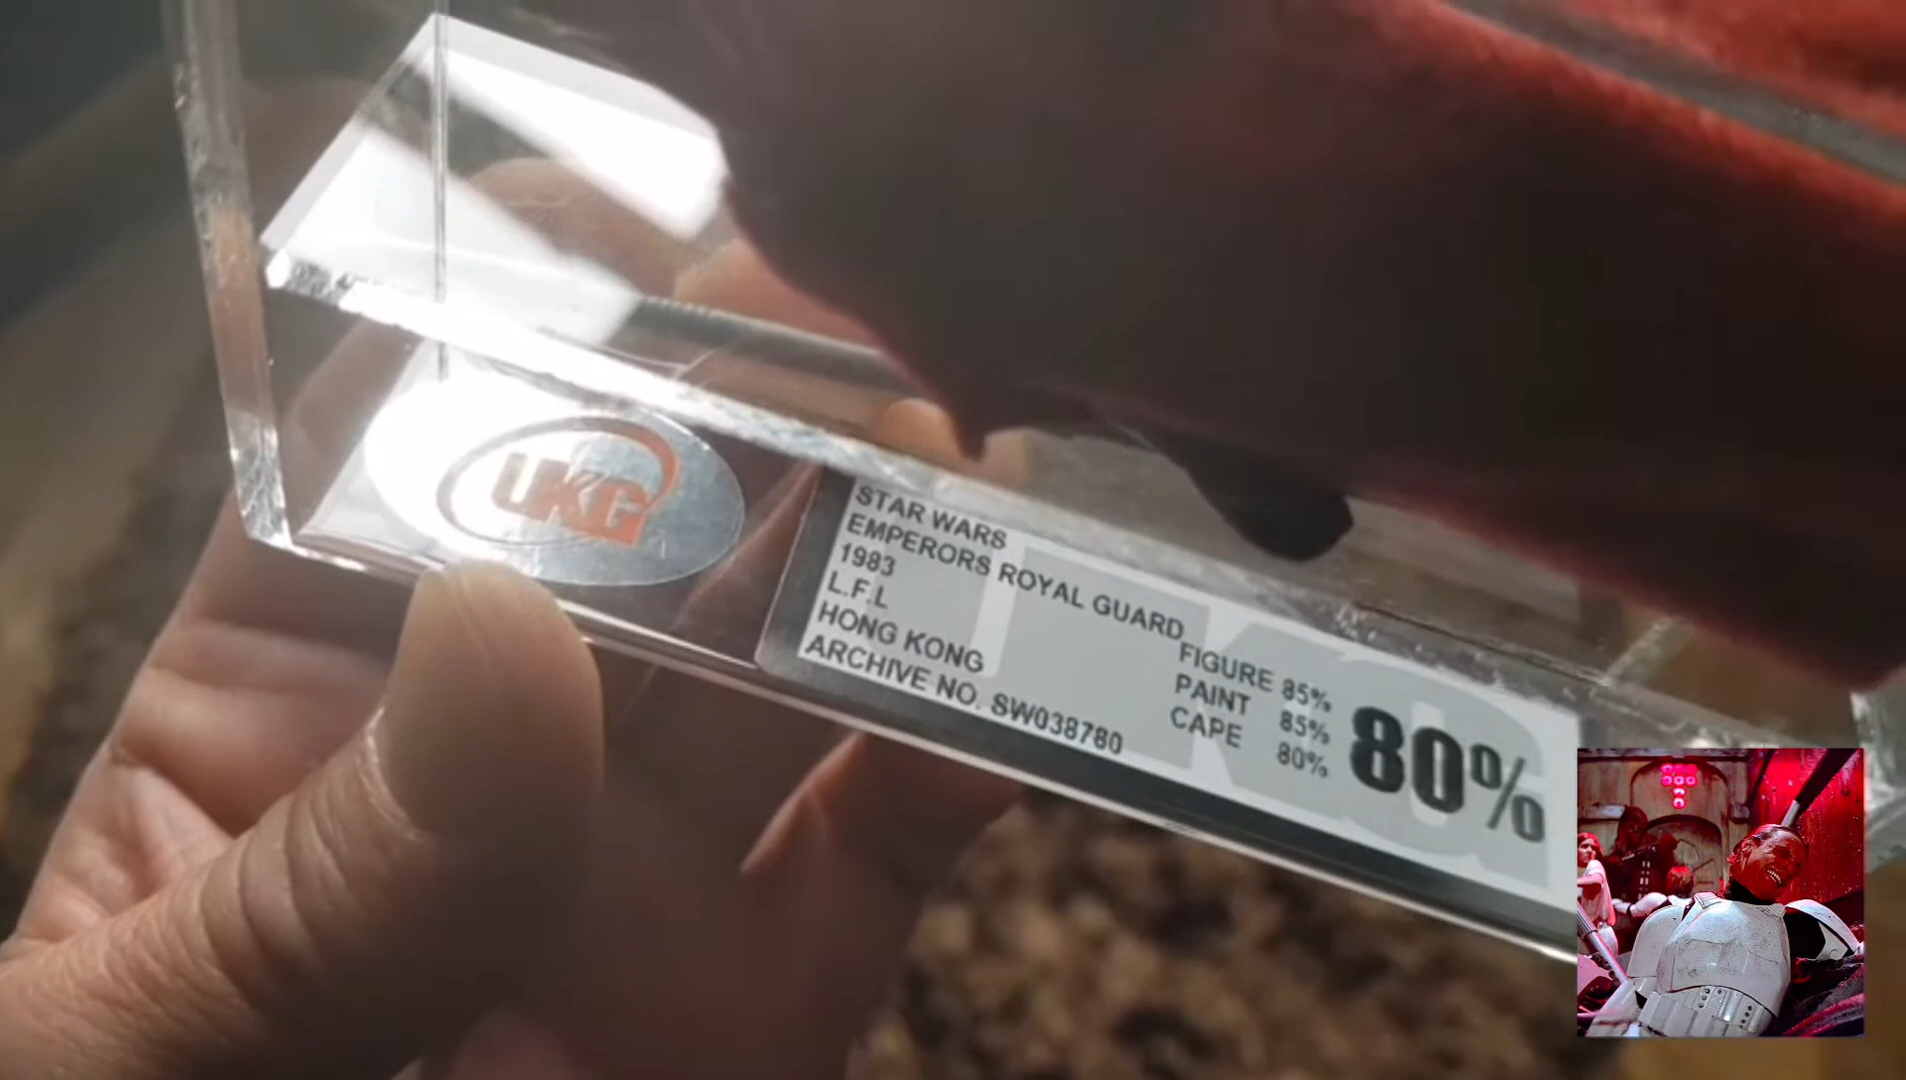 UKG
STAR WARS
EMPERORS ROYAL GUARD
1983
L.F.L
HONG KONG
ARCHIVE NO. SW038780
FIGURE 85%
PAINT 85%
CAPE 80%
80%